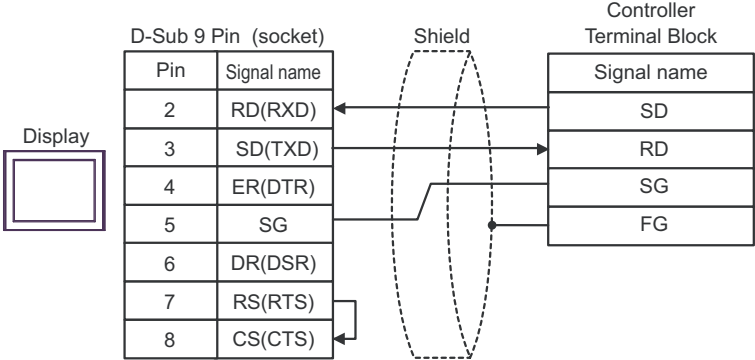 Controller
D-Sub 9 Pin (socket) Shield Terminal Block
Pin Signal name Signal name
2 RD(RXD) SD
Display
3 SD(TXD) RD
4 ER(DTR) SG
5 SG FG
6 DR(DSR)
7 RS(RTS)
8 CS(CTS)